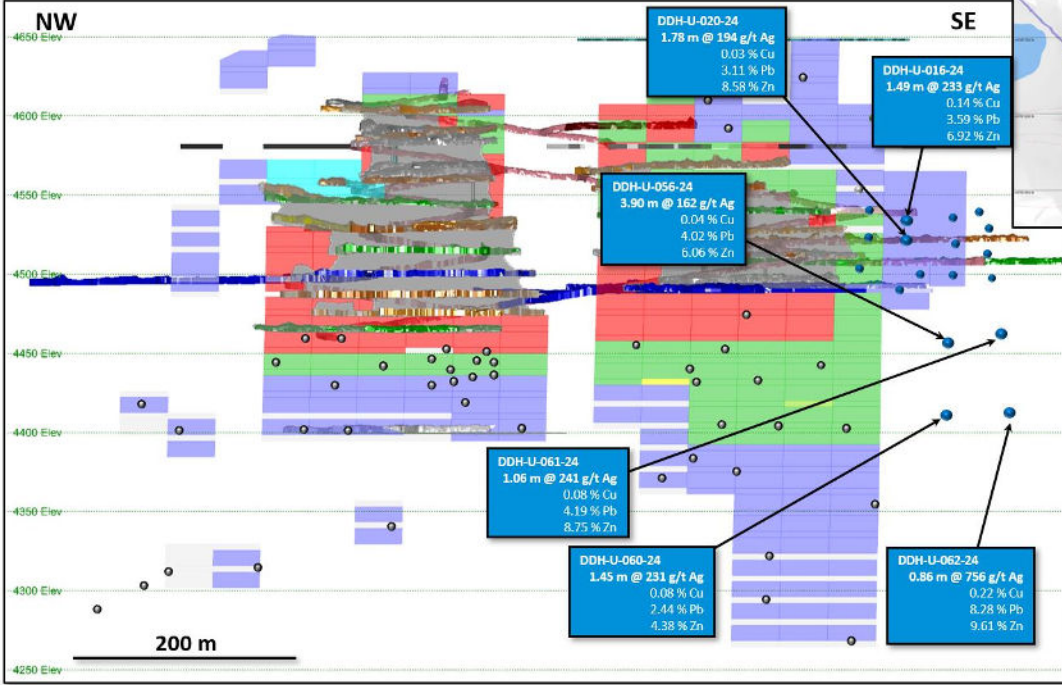 NW
SE
4650 Elev
4600 Elev
4550 Elev
4500 Elev
4450 Elev
4400 Elev
4350 Elev
4300 Elev
4250 Elev
DDH-U-020-24
1.78 m @ 194 g/t Ag
0.03 % Cu
3.11 % Pb
8.58 % Zn
DDH-U-016-24
1.49 m @ 233 g/t Ag
0.14 % Cu
3.59 % Pb
6.92 % Zn
DDH-U-056-24
3.90 m @ 162 g/t Ag
0.04 % Cu
4.02 % Pb
6.06 % Zn
DDH-U-061-24
1.06 m @ 241 g/t Ag
0.08 % Cu
4.19 % Pb
8.75 % Zn
DDH-U-060-24
1.45 m @ 231 g/t Ag
0.08 % Cu
2.44 % Pb
4.38 % Zn
DDH-U-062-24
0.86 m @ 756 g/t Ag
0.22 % Cu
8.28 % Pb
9.61 % Zn
200 m